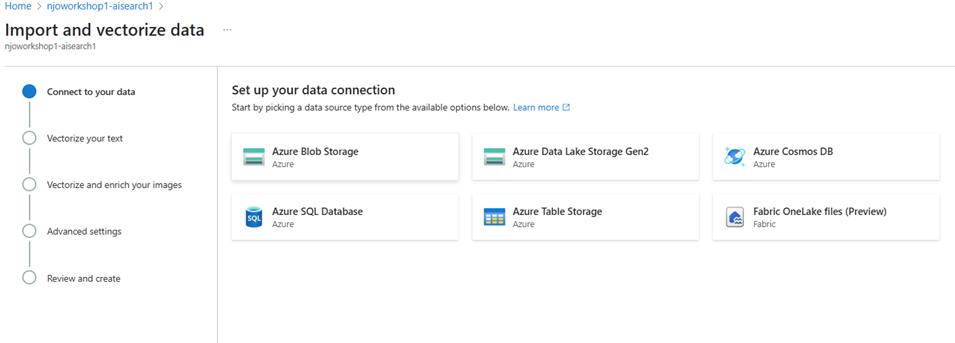 Home > njoworkshop1-aisearch1 >
Import and vectorize data ...
njoworkshop1-aisearch1
Connect to your data
Vectorize your text
Vectorize and enrich your images
Advanced settings
Review and create
Set up your data connection
Start by picking a data source type from the available options below. Learn more
Azure Blob Storage
Azure
Azure Data Lake Storage Gen2
Azure
Azure Cosmos DB
Azure
SQL
Azure SQL Database
Azure
Azure Table Storage
Azure
Fabric OneLake files (Preview)
Fabric